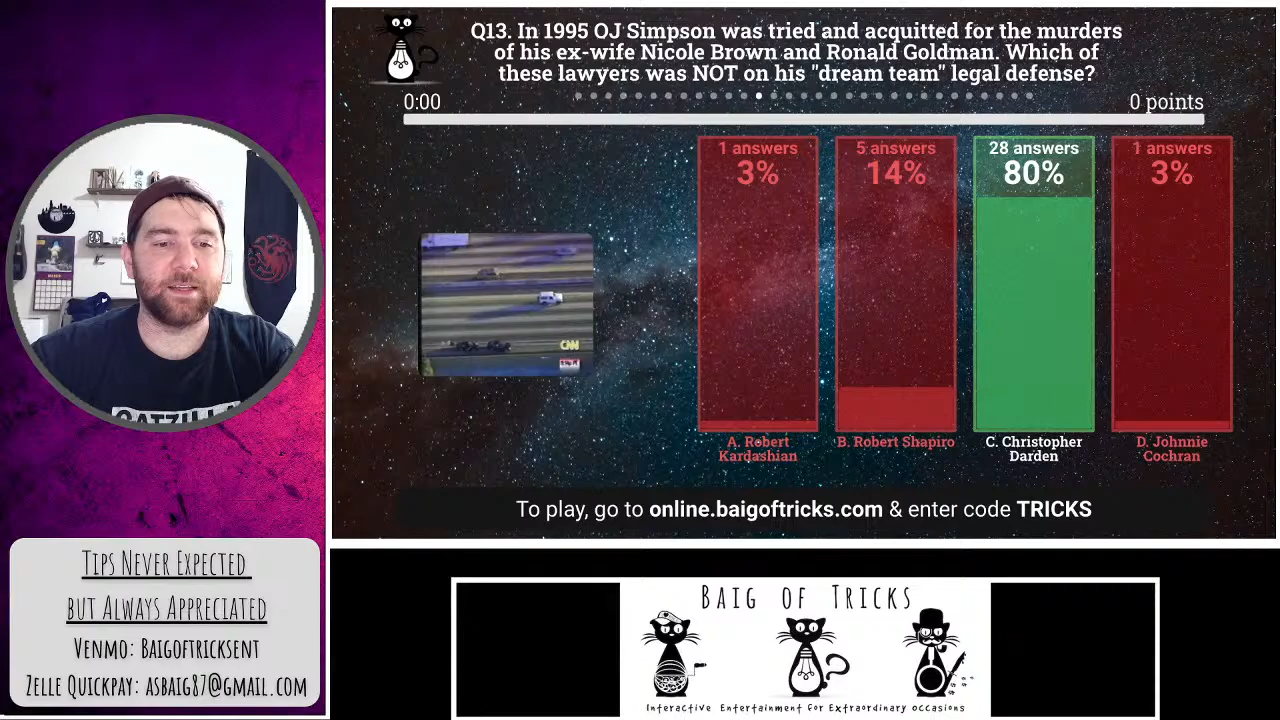 Q13. In 1995 OJ Simpson was tried and acquitted for the murders
of his ex-wife Nicole Brown and Ronald Goldman. Which of
these lawyers was NOT on his "dream team" legal defense?
0:00
0 points
1 answers
3%
5 answers
14%
28 answers
80%
1 answers
3%
A. Robert
Kardashian
B. Robert Shapiro
C. Christopher
Darden
D. Johnnie
Cochran
CNN
To play, go to online.baigoftricks.com & enter code TRICKS
CATZILLA
Tips Never Expected
but Always Appreciated
Venmo: Baigoftricksent
Zelle Quickpay: asbaig87@gmail.com
Baig of Tricks
Interactive Entertainment for Extraordinary Occasions